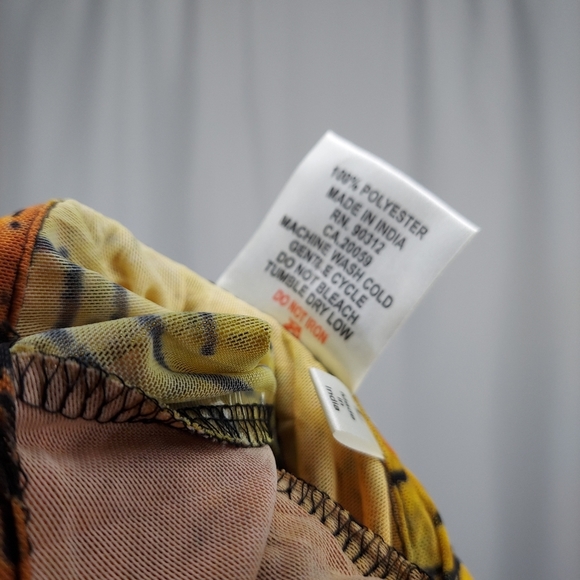 100% POLYESTER
MADE IN INDIA
RN. 90312
CA.20059
MACHINE WASH COLD
GENTLE CYCLE
DO NOT BLEACH
TUMBLE DRY LOW
DO NOT IRON